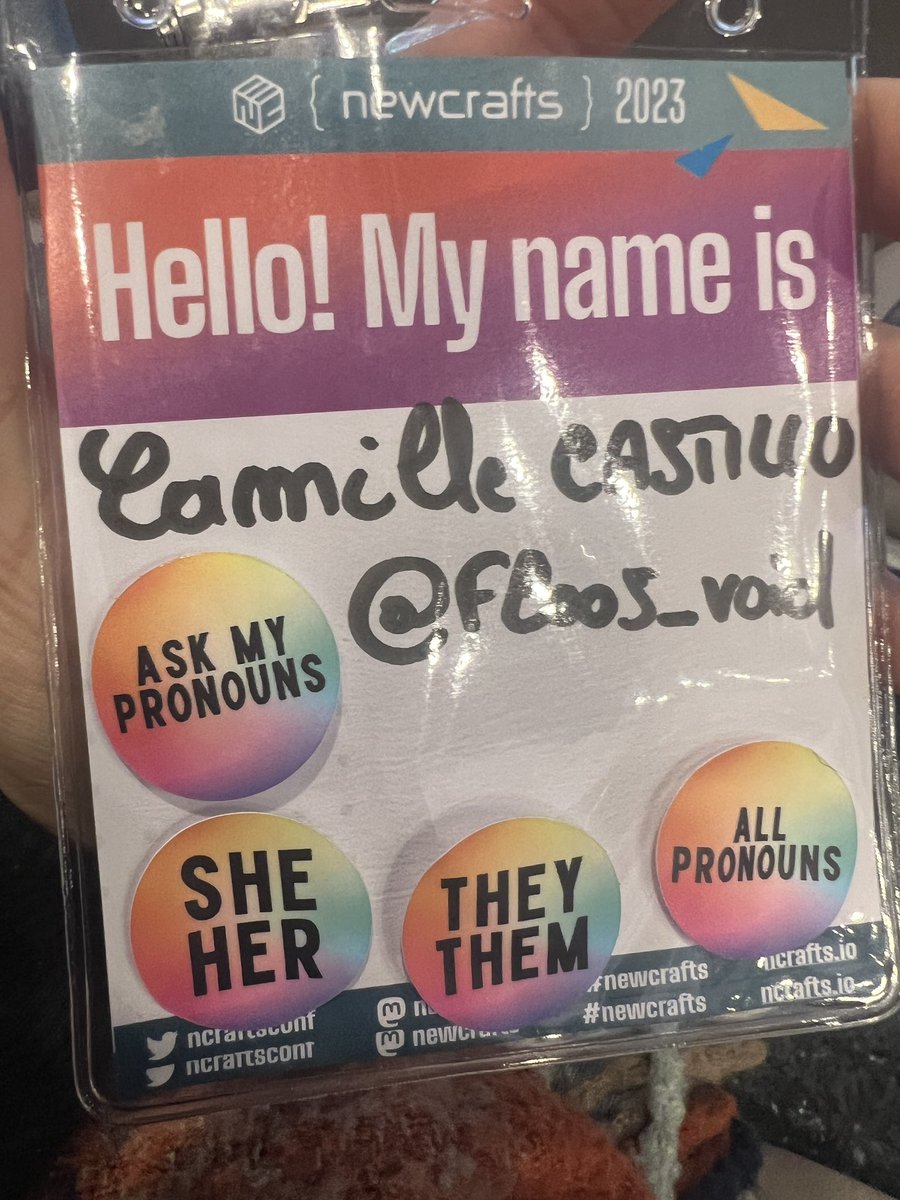 { newcrafts } 2023
Hello! My name is
Camille CASTILLO
@FLoos_void
ASK MY
PRONOUNS
SHE
HER
THEY
THEM
ALL
PRONOUNS
ncraftsconf
#newcrafts
ncrafts.io
ncraftsconf
newcrafts
#newcrafts
ncrafts.io